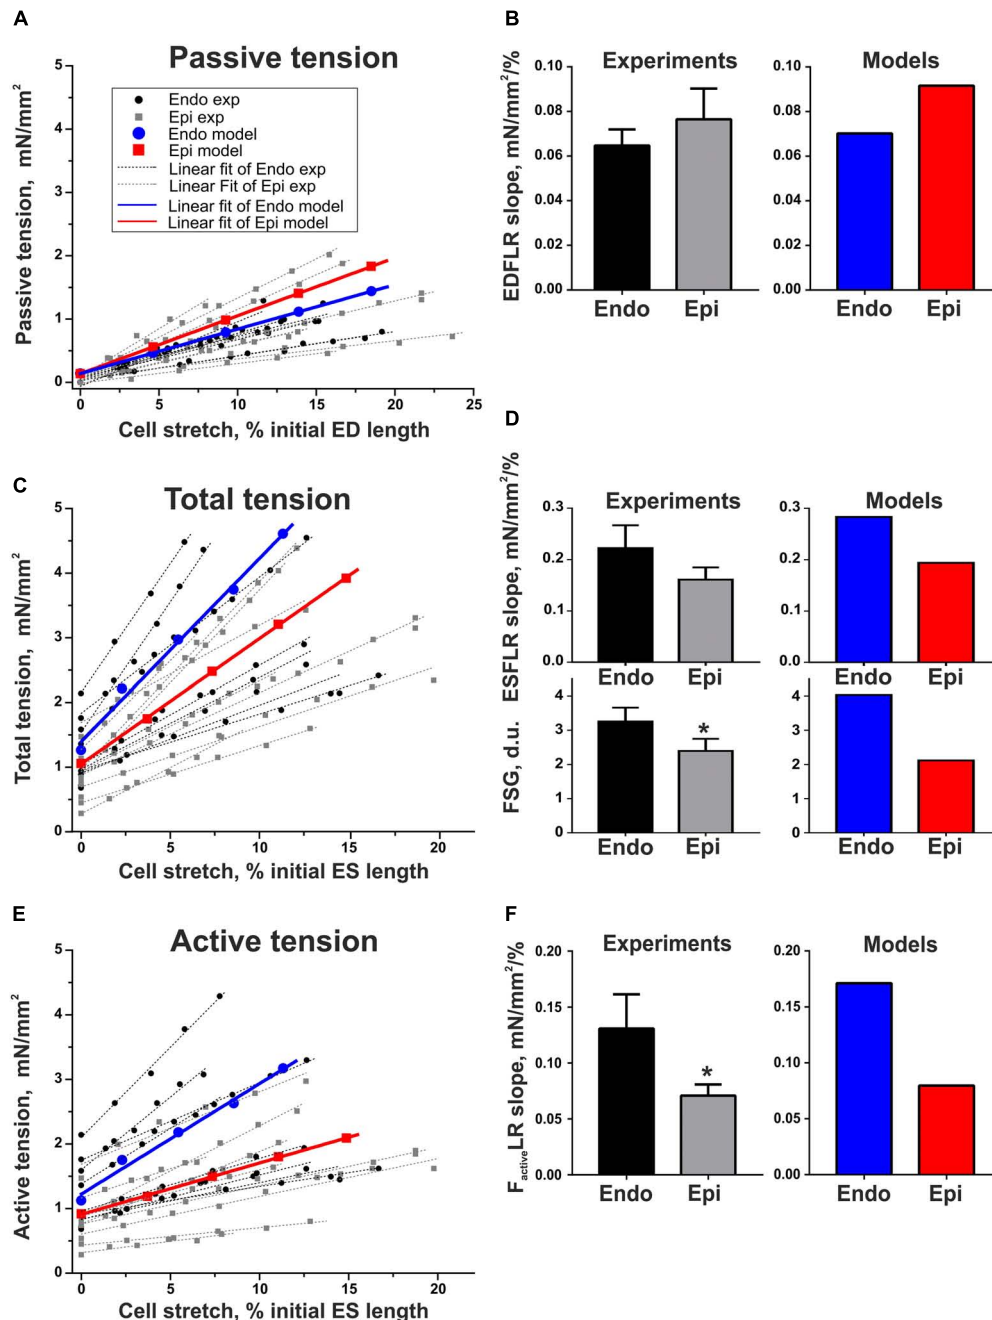 A
Passive tension
Passive tension, mN/mm²
5
4
3
2
1
0
Endo exp
Epi exp
Endo model
Epi model
Linear fit of Endo exp
Linear Fit of Epi exp
Linear fit of Endo model
Linear fit of Epi model
0 5 10 15 20 25
Cell stretch, % initial ED length
B
Experiments
Models
EDFLR slope, mN/mm²/%
0.10
0.08
0.06
0.04
0.02
0.00
Endo Epi
0.10
0.08
0.06
0.04
0.02
0.00
Endo Epi
C
Total tension
Total tension, mN/mm²
5
4
3
2
1
0
0 5 10 15 20
Cell stretch, % initial ES length
D
Experiments
Models
ESFLR slope, mN/mm²/%
0.3
0.2
0.1
0.0
Endo Epi
0.3
0.2
0.1
0.0
Endo Epi
FSG, d.u.
4
3
2
1
0
*
Endo Epi
4
3
2
1
0
Endo Epi
E
Active tension
Active tension, mN/mm²
5
4
3
2
1
0
0 5 10 15 20
Cell stretch, % initial ES length
F
Experiments
Models
FactiveLR slope, mN/mm²/%
0.20
0.15
0.10
0.05
0.00
*
Endo Epi
0.20
0.15
0.10
0.05
0.00
Endo Epi